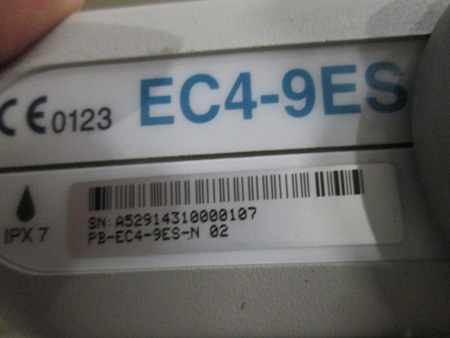 CE0123 EC4-9ES
SN: A52914310000107
PB-EC4-9ES-N 02
IPX 7